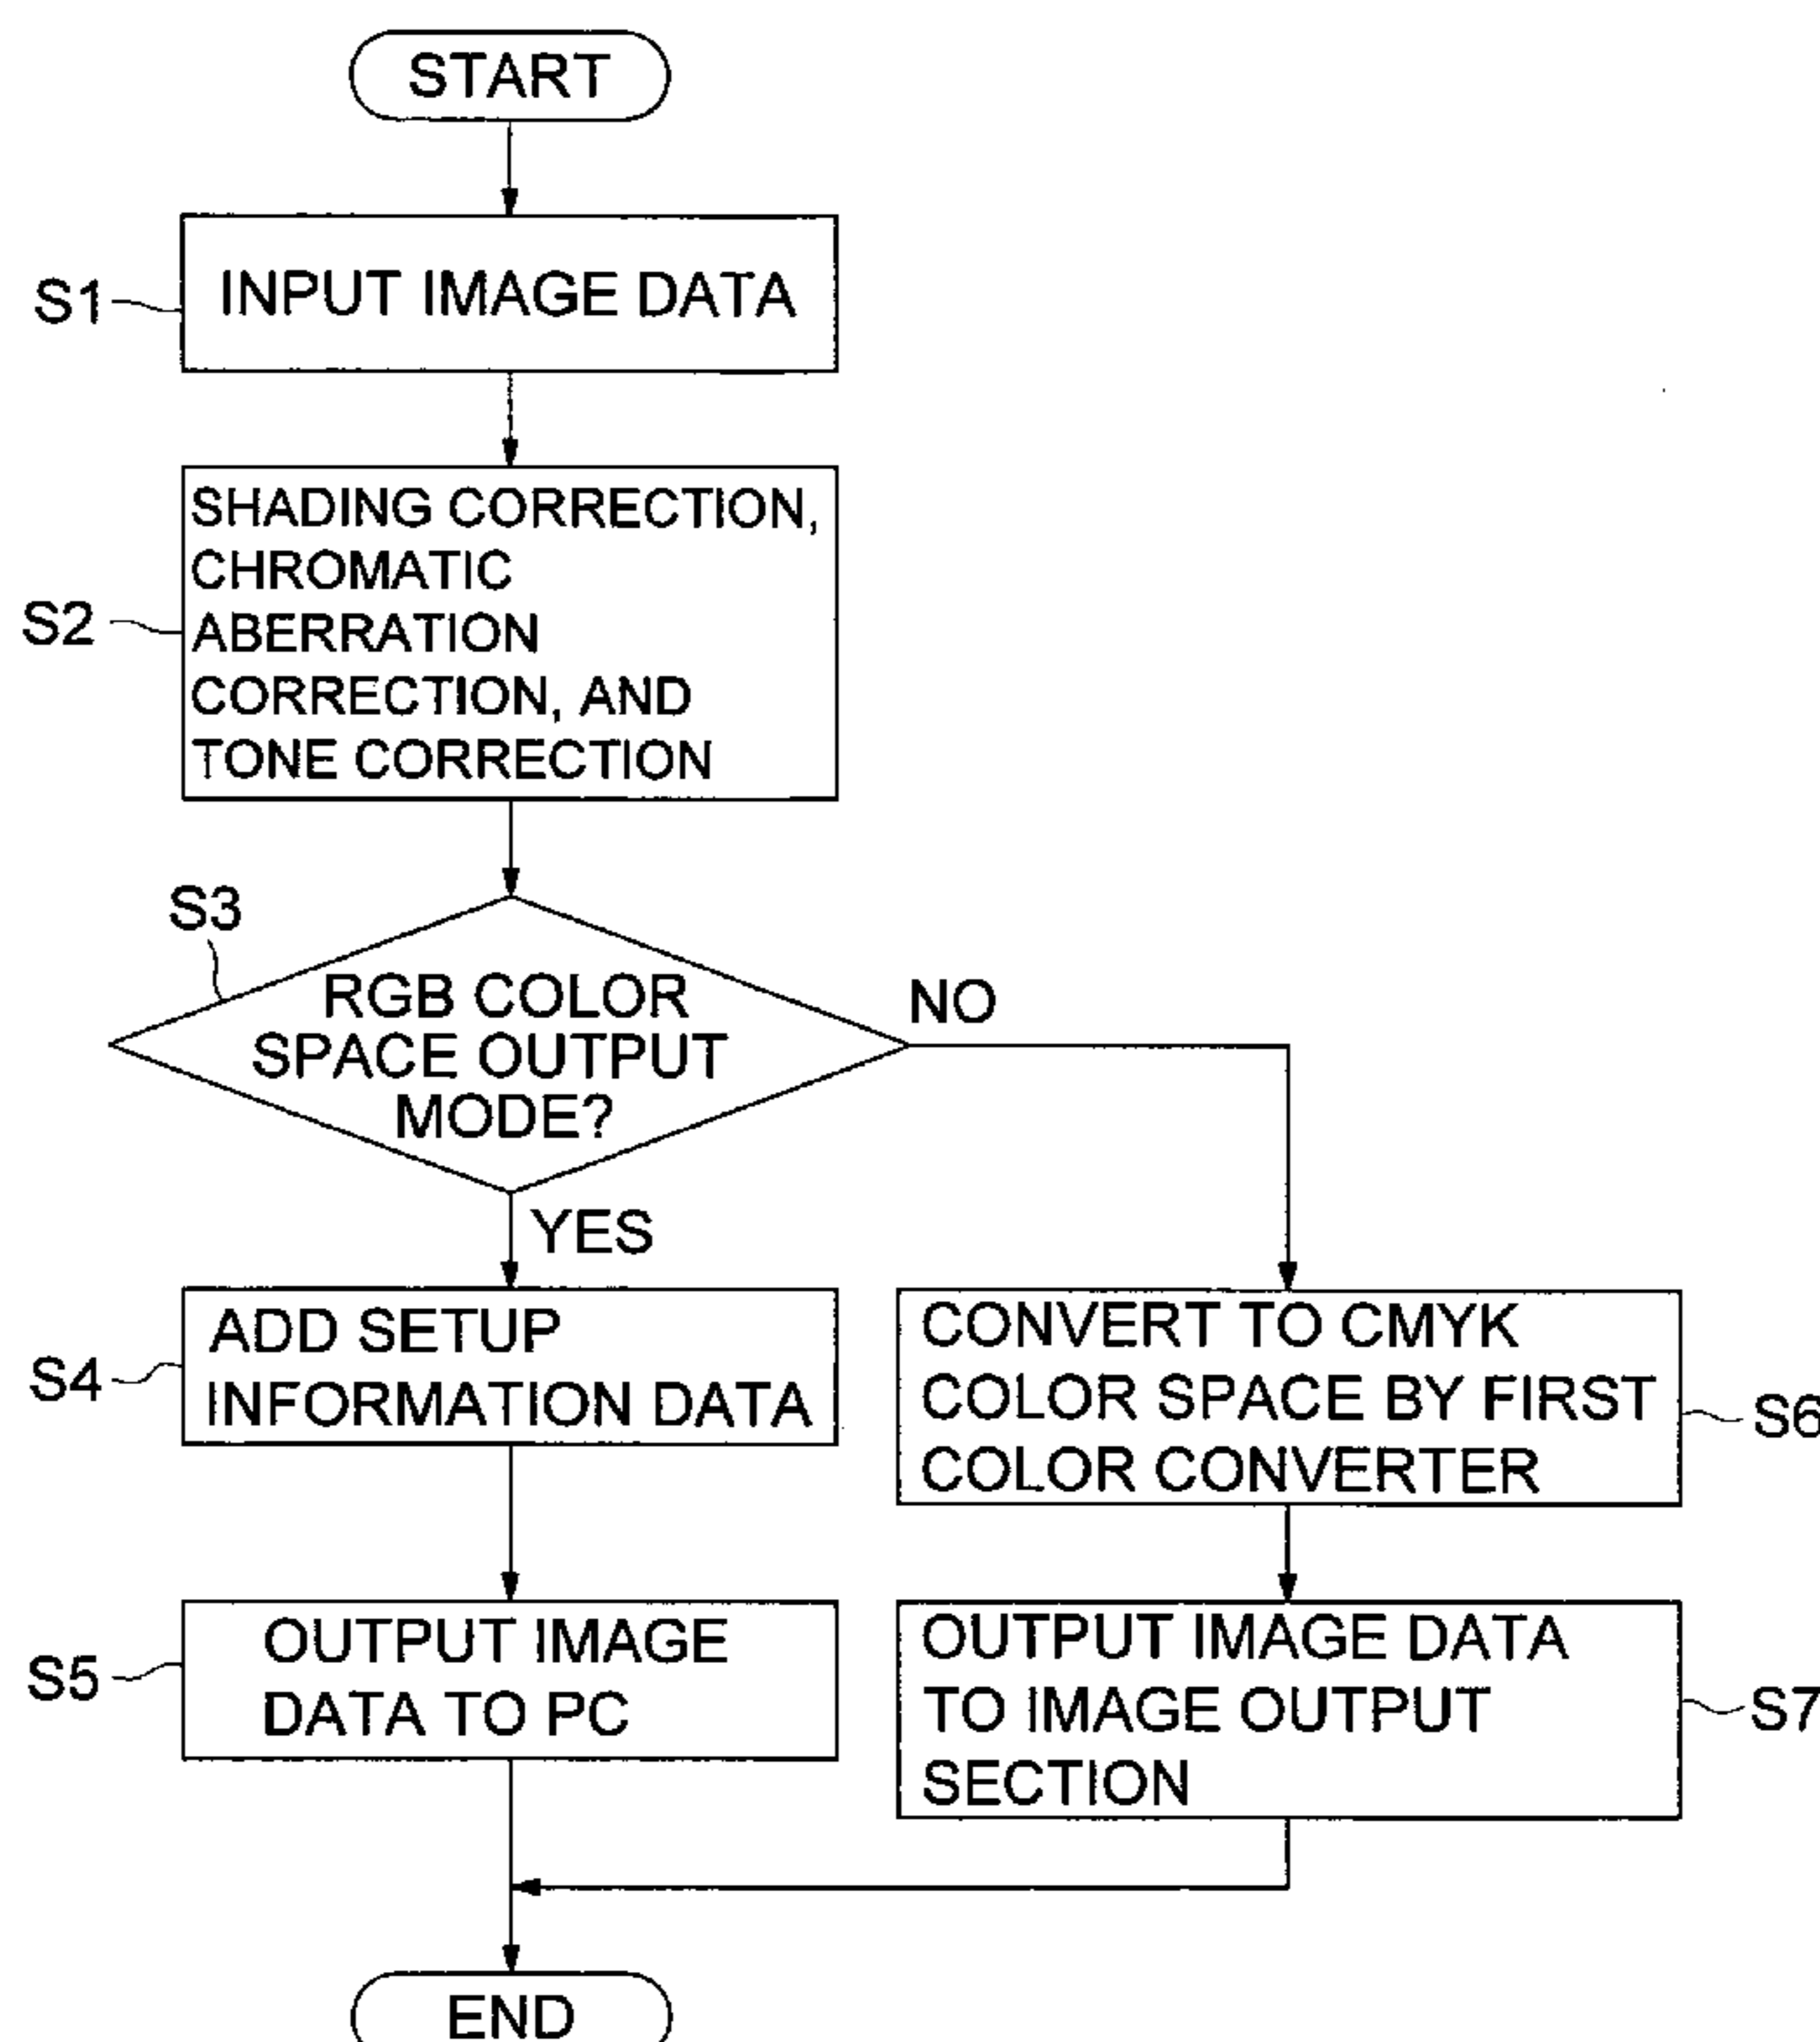 START
S1
INPUT IMAGE DATA
S2
SHADING CORRECTION,
CHROMATIC
ABERRATION
CORRECTION, AND
TONE CORRECTION
S3
RGB COLOR
SPACE OUTPUT
MODE?
NO
YES
S4
ADD SETUP
INFORMATION DATA
CONVERT TO CMYK
COLOR SPACE BY FIRST
COLOR CONVERTER
S6
S5
OUTPUT IMAGE
DATA TO PC
OUTPUT IMAGE DATA
TO IMAGE OUTPUT
SECTION
S7
END